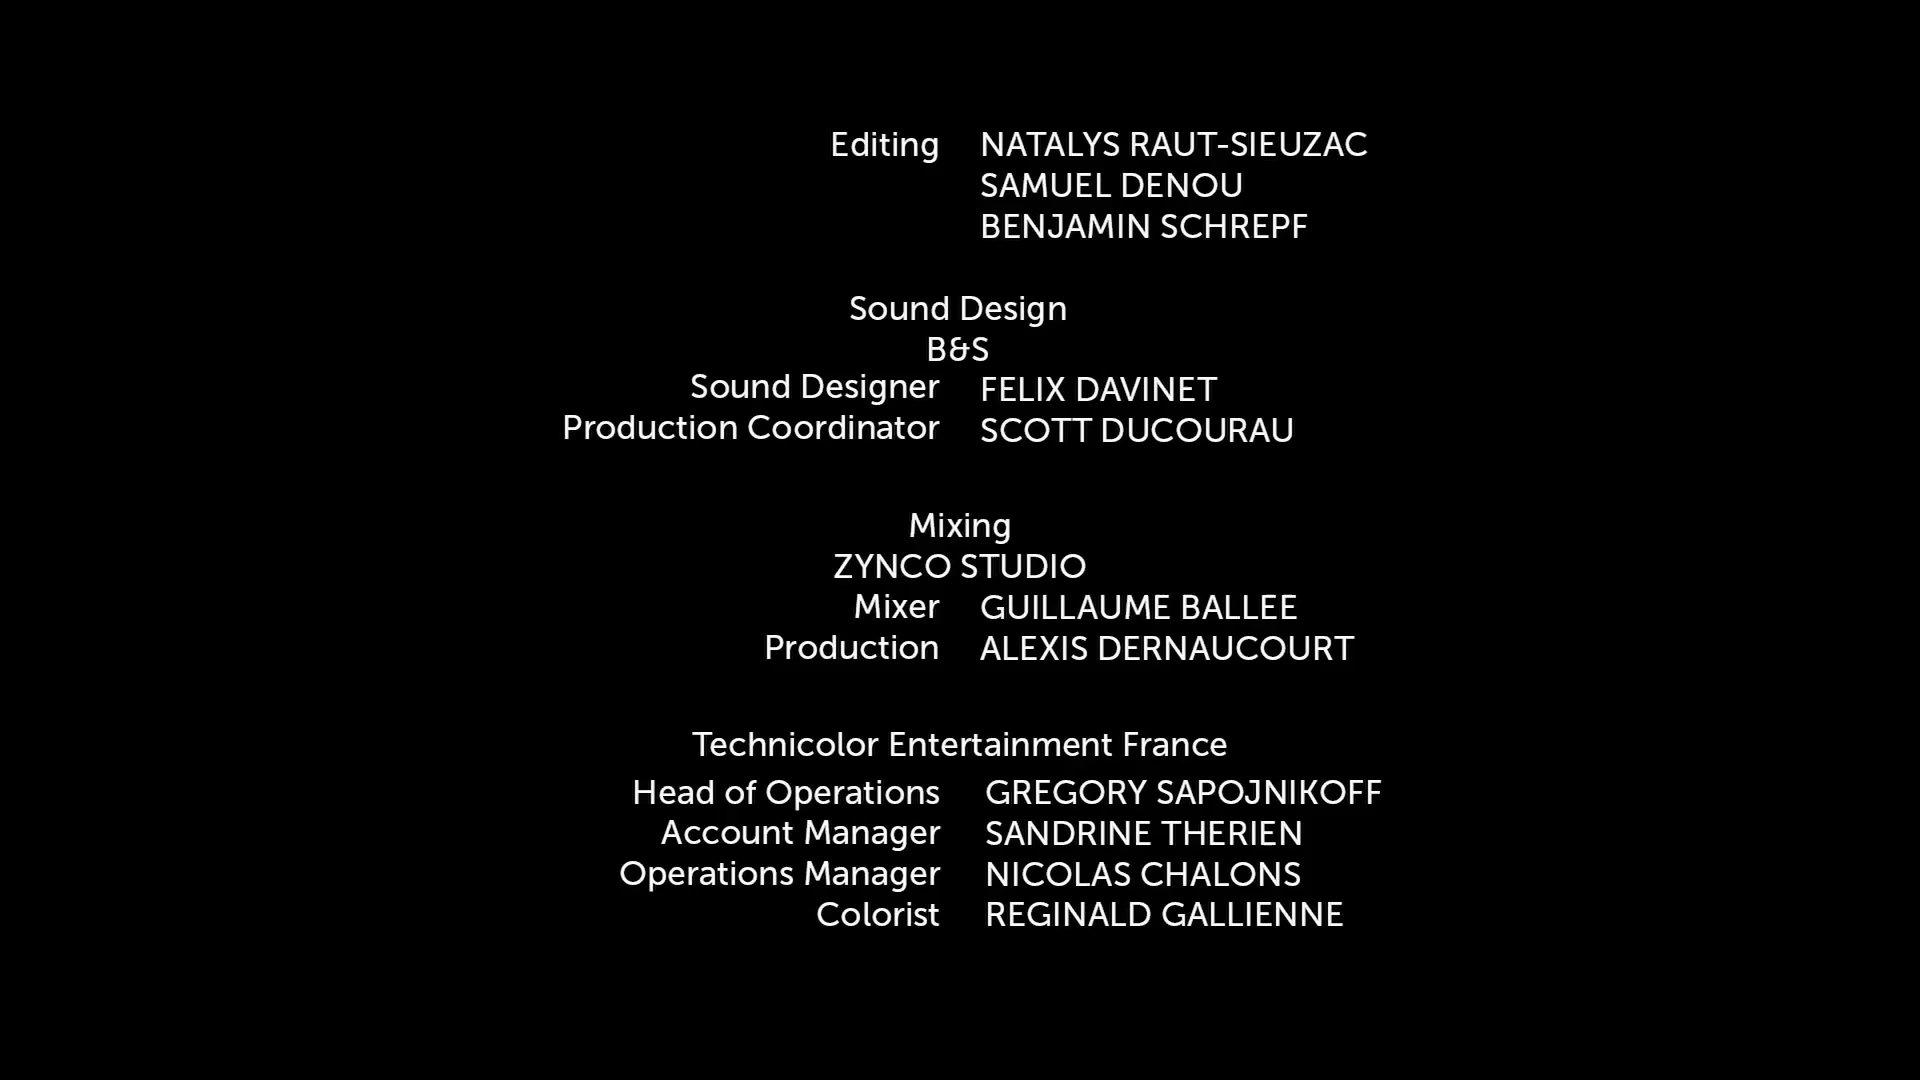 Editing NATALYS RAUT-SIEUZAC
SAMUEL DENOU
BENJAMIN SCHREPF
Sound Design
B&S
Sound Designer FELIX DAVINET
Production Coordinator SCOTT DUCOURAU
Mixing
ZYNCO STUDIO
Mixer GUILLAUME BALLEE
Production ALEXIS DERNAUCOURT
Technicolor Entertainment France
Head of Operations GREGORY SAPOJNIKOFF
Account Manager SANDRINE THERIEN
Operations Manager NICOLAS CHALONS
Colorist REGINALD GALLIENNE